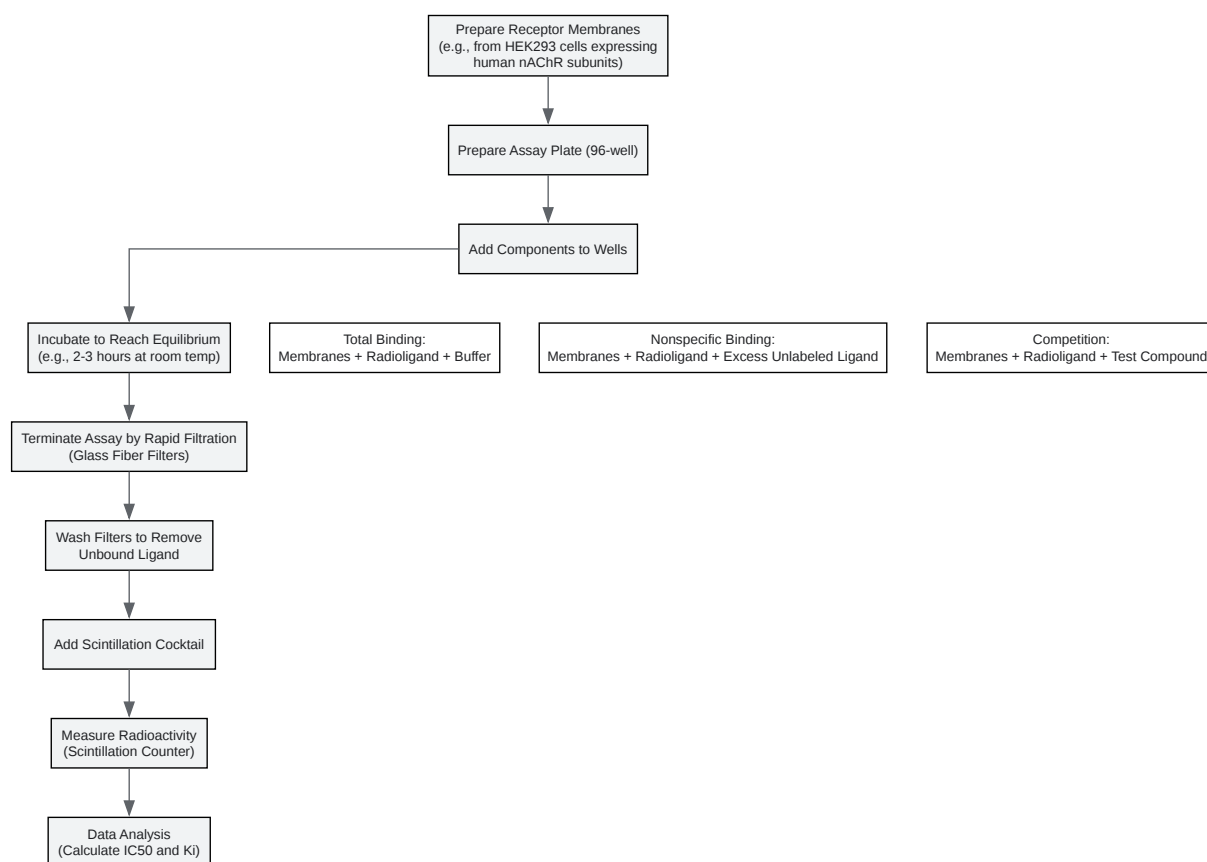 Prepare Receptor Membranes
(e.g., from HEK293 cells expressing
human nAChR subunits)
Prepare Assay Plate (96-well)
Add Components to Wells
Incubate to Reach Equilibrium
(e.g., 2-3 hours at room temp)
Total Binding:
Membranes + Radioligand + Buffer
Nonspecific Binding:
Membranes + Radioligand + Excess Unlabeled Ligand
Competition:
Membranes + Radioligand + Test Compound
Terminate Assay by Rapid Filtration
(Glass Fiber Filters)
Wash Filters to Remove
Unbound Ligand
Add Scintillation Cocktail
Measure Radioactivity
(Scintillation Counter)
Data Analysis
(Calculate IC50 and Ki)